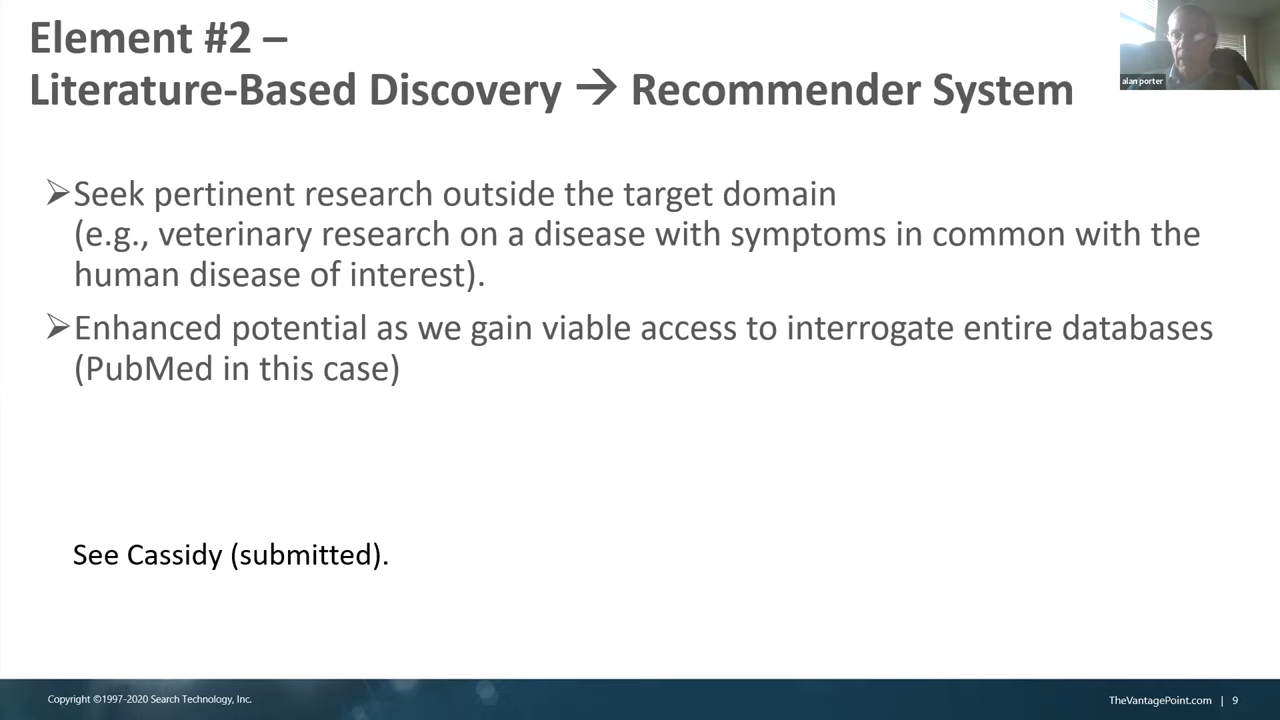 Element #2 –
Literature-Based Discovery → Recommender System
alan porter
➢Seek pertinent research outside the target domain
(e.g., veterinary research on a disease with symptoms in common with the
human disease of interest).
➢Enhanced potential as we gain viable access to interrogate entire databases
(PubMed in this case)
See Cassidy (submitted).
Copyright ©1997-2020 Search Technology, Inc.
TheVantagePoint.com | 9